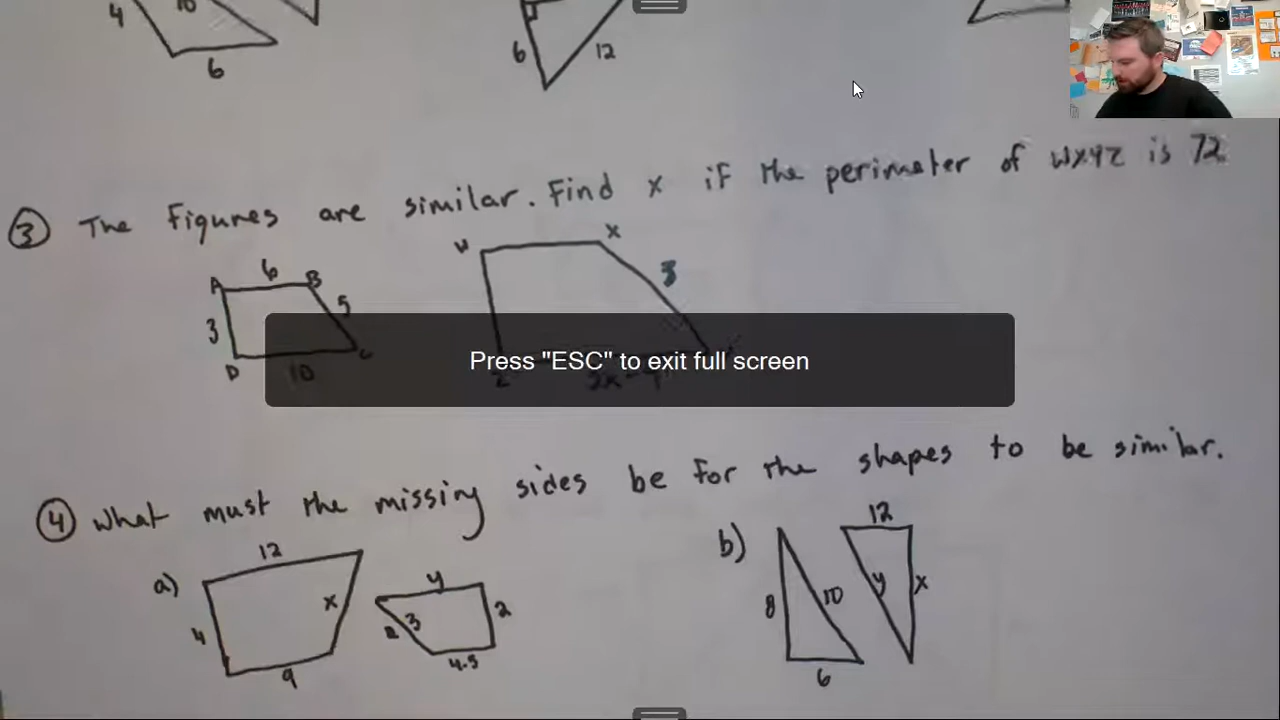 4 10
6
6 12
③ The figures are similar. Find x if the perimeter of WXYZ is 72
A 6 B
3 5
D 10 C
W X
3
Z
Press "ESC" to exit full screen
④ What must the missing sides be for the shapes to be similar.
a) 12
4 x
9
y
3 2
4.5
b) 8 10
6
12
y x